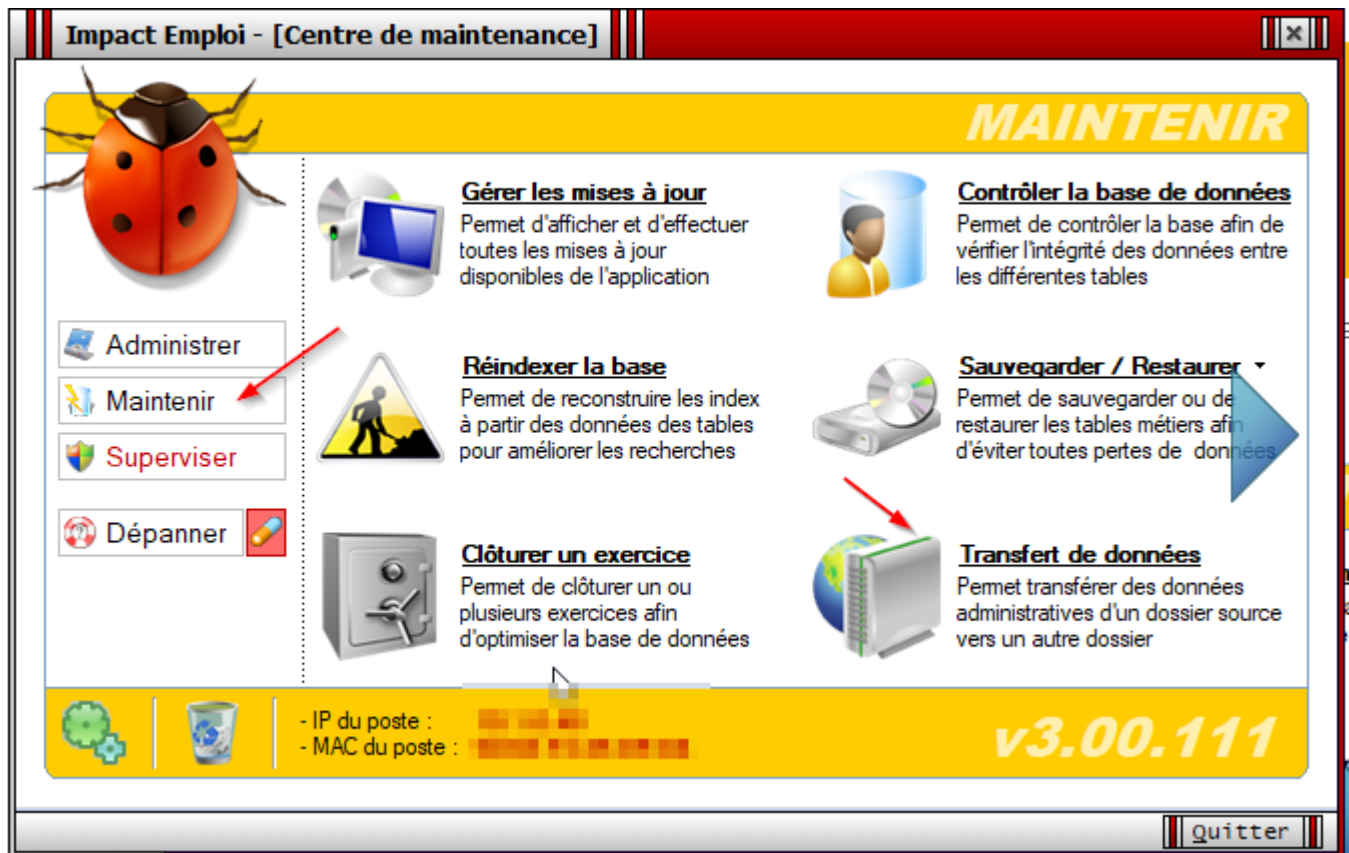 Impact Emploi - [Centre de maintenance]
MAINTENIR
Administrer
Maintenir
Superviser
Dépanner
Gérer les mises à jour
Permet d'afficher et d'effectuer
toutes les mises à jour
disponibles de l'application
Contrôler la base de données
Permet de contrôler la base afin de
vérifier l'intégrité des données entre
les différentes tables
Réindexer la base
Permet de reconstruire les index
à partir des données des tables
pour améliorer les recherches
Sauvegarder / Restaurer
Permet de sauvegarder ou de
restaurer les tables métiers afin
d'éviter toutes pertes de données
Clôturer un exercice
Permet de clôturer un ou
plusieurs exercices afin
d'optimiser la base de données
Transfert de données
Permet transférer des données
administratives d'un dossier source
vers un autre dossier
- IP du poste :
- MAC du poste :
v3.00.111
Quitter